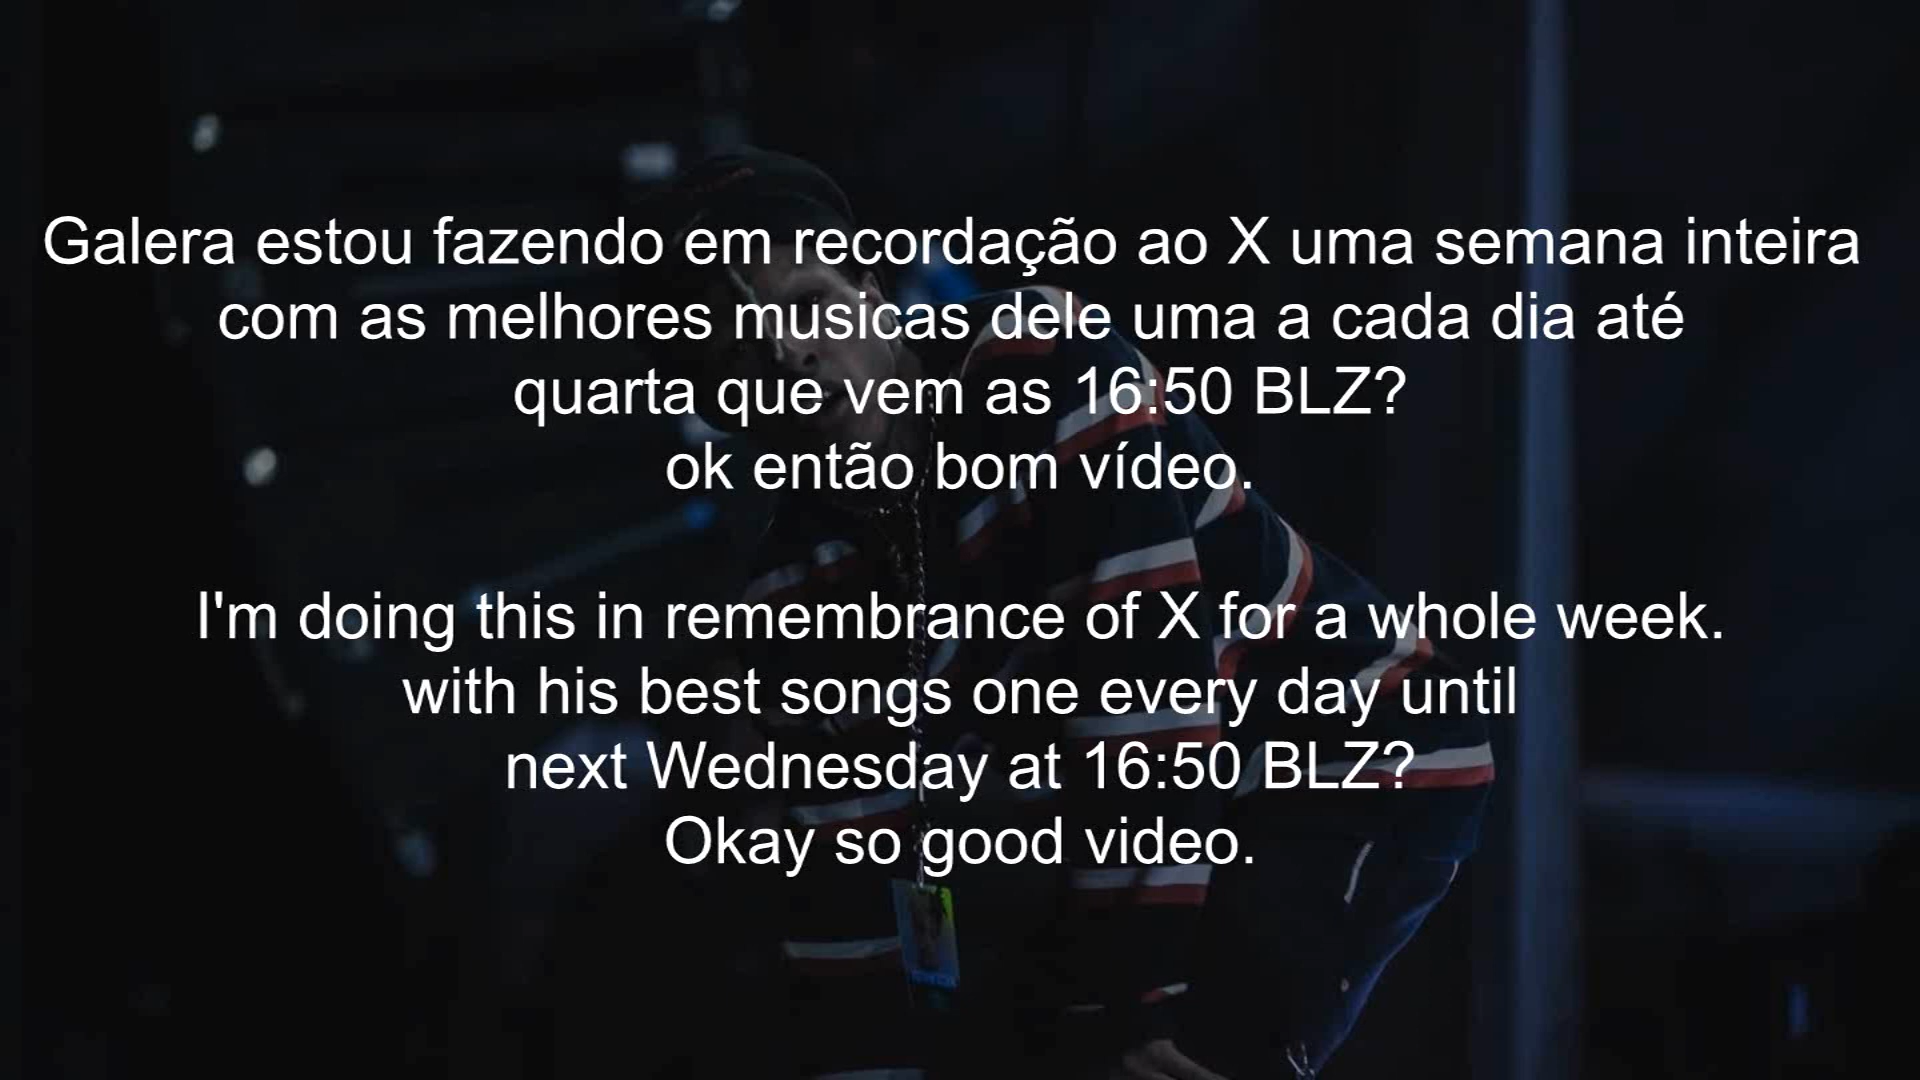 Galera estou fazendo em recordação ao X uma semana inteira
com as melhores musicas dele uma a cada dia até
quarta que vem as 16:50 BLZ?
ok então bom vídeo.
I'm doing this in remembrance of X for a whole week.
with his best songs one every day until
next Wednesday at 16:50 BLZ?
Okay so good video.